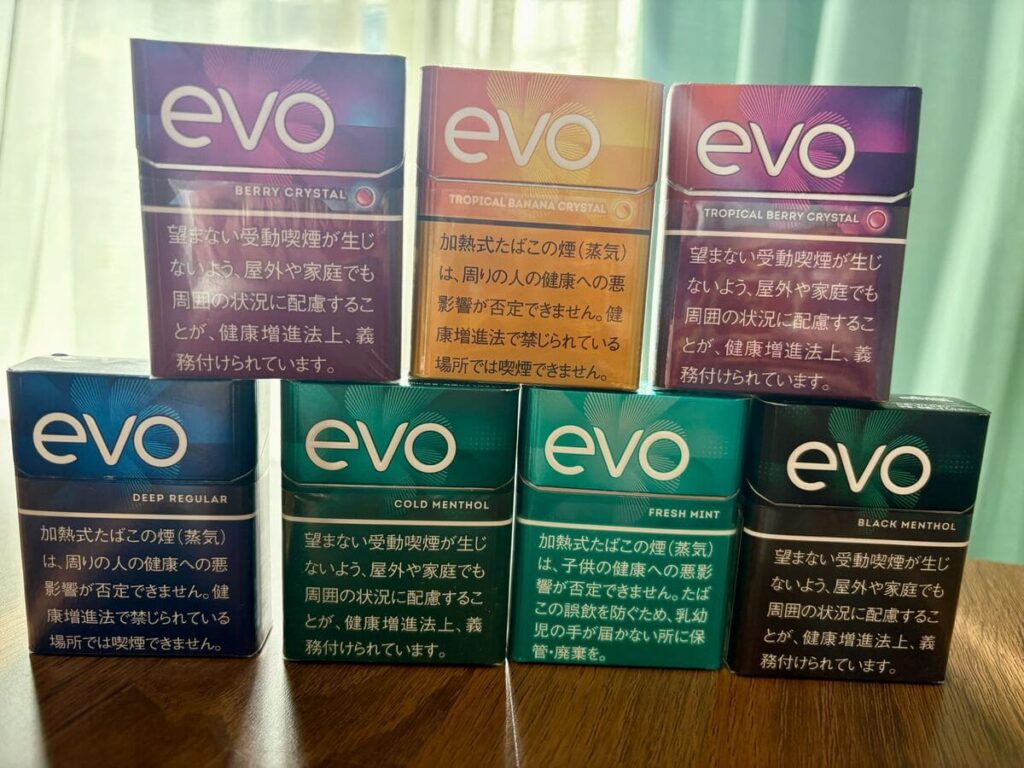 evo
BERRY CRYSTAL
望まない受動喫煙が生じ
ないよう、屋外や家庭でも
周囲の状況に配慮するこ
とが、健康増進法上、義
務付けられています。
evo
TROPICAL BANANA CRYSTAL
加熱式たばこの煙(蒸気)
は、周りの人の健康への悪
影響が否定できません。健
康増進法で禁じられている
場所では喫煙できません。
evo
TROPICAL BERRY CRYSTAL
望まない受動喫煙が生じ
ないよう、屋外や家庭でも
周囲の状況に配慮するこ
とが、健康増進法上、義
務付けられています。
evo
DEEP REGULAR
加熱式たばこの煙(蒸気)
は、周りの人の健康への悪
影響が否定できません。健
康増進法で禁じられている
場所では喫煙できません。
evo
COLD MENTHOL
望まない受動喫煙が生じ
ないよう、屋外や家庭でも
周囲の状況に配慮するこ
とが、健康増進法上、義
務付けられています。
evo
FRESH MINT
加熱式たばこの煙(蒸気)
は、子供の健康への悪影
響が否定できません。たば
この誤飲を防ぐため、乳幼
児の手が届かない所に保
管・廃棄を。
evo
BLACK MENTHOL
望まない受動喫煙が生じ
ないよう、屋外や家庭でも
周囲の状況に配慮するこ
とが、健康増進法上、義
務付けられています。